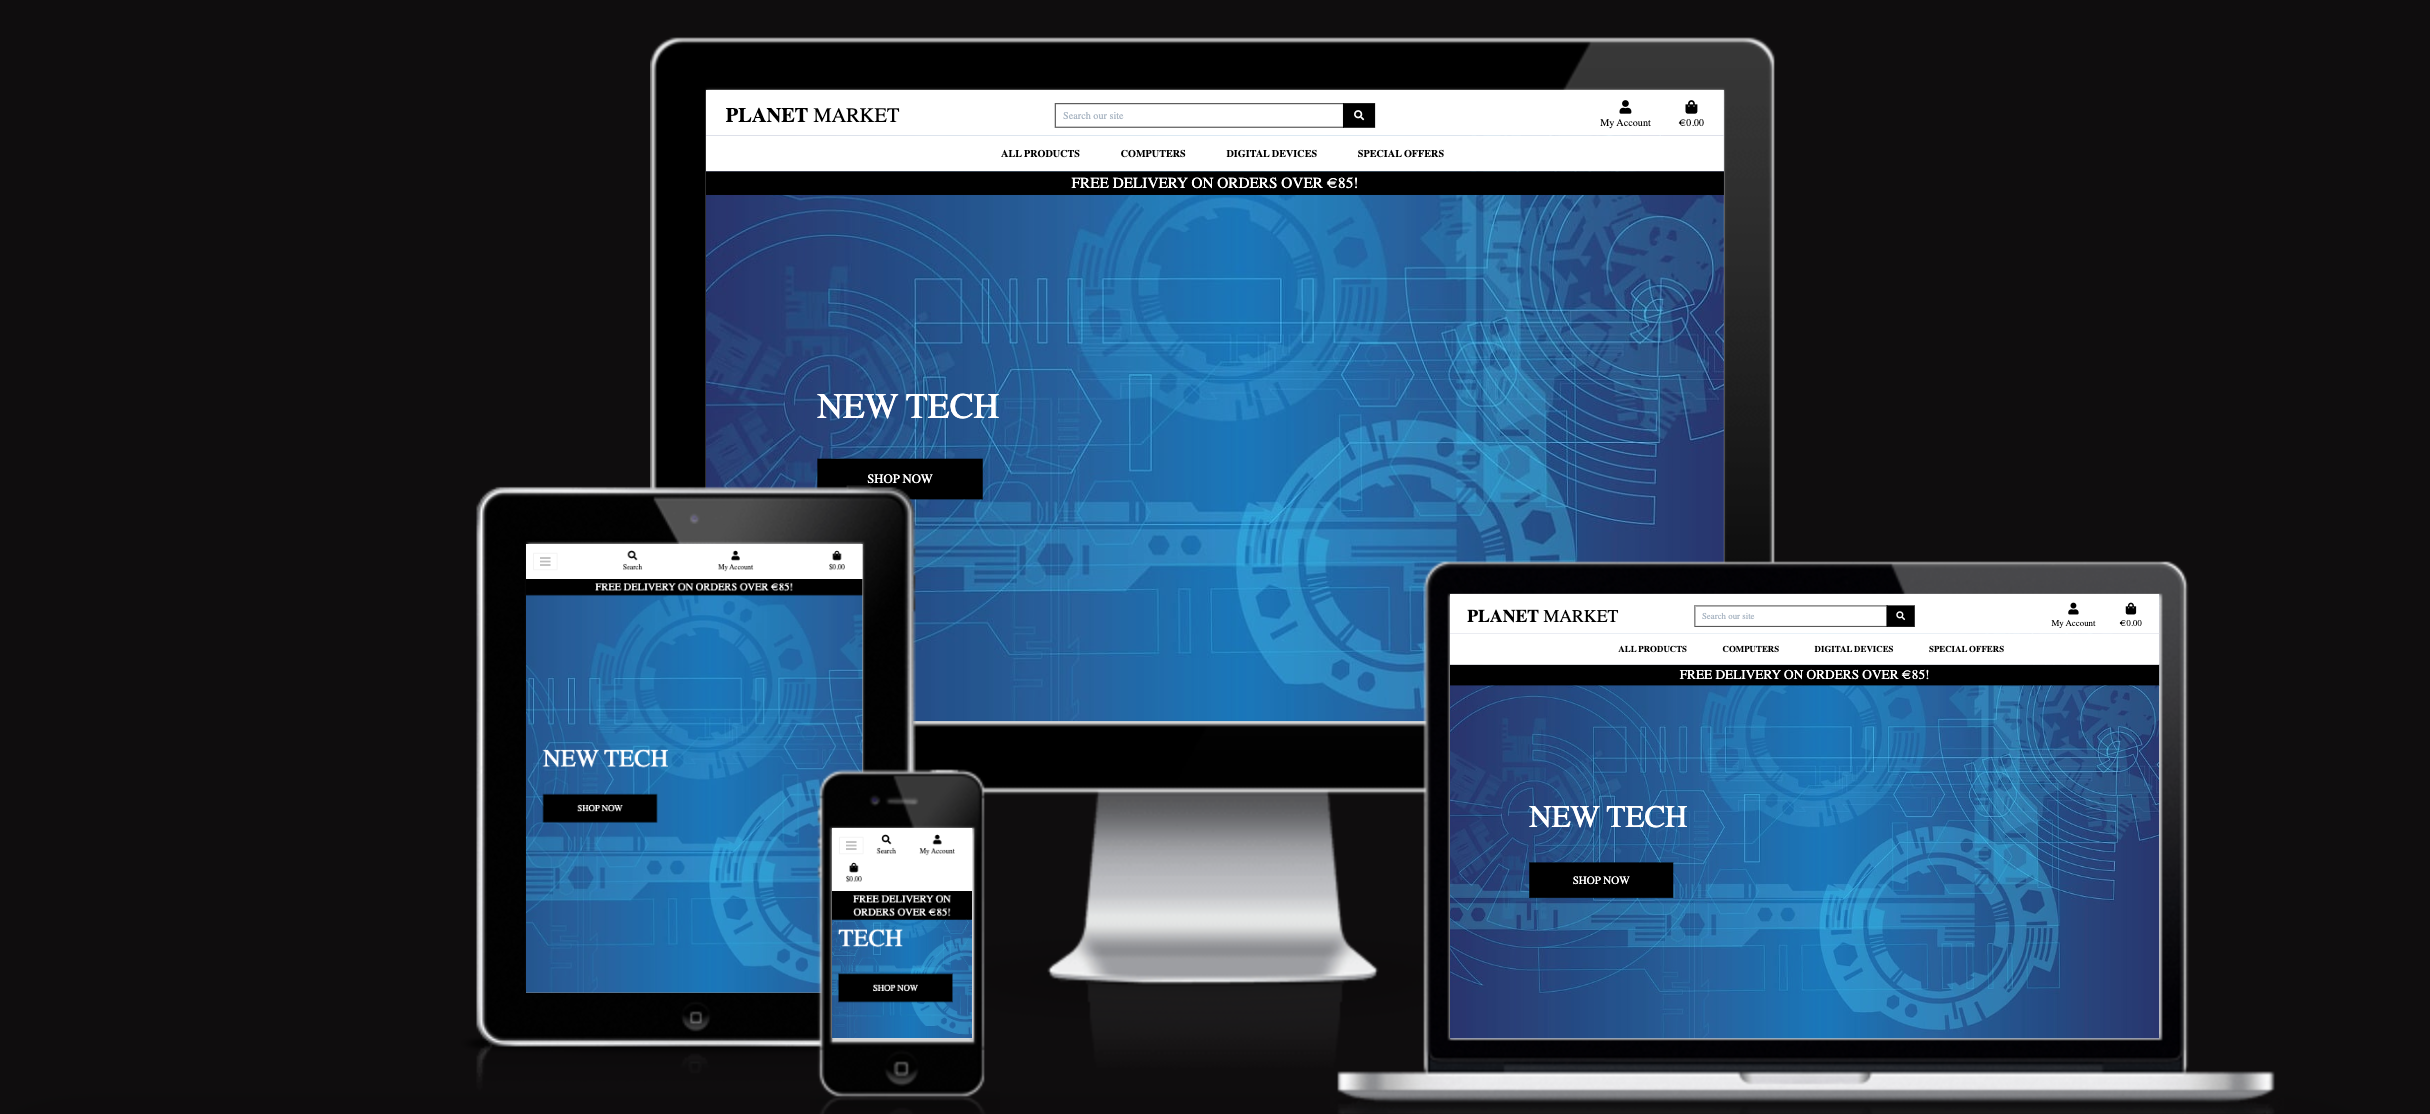 PLANET MARKET
Search our site
My Account
€0.00
ALL PRODUCTS COMPUTERS DIGITAL DEVICES SPECIAL OFFERS
FREE DELIVERY ON ORDERS OVER €85!
NEW TECH
SHOP NOW
Search
My Account
$0.00
FREE DELIVERY ON ORDERS OVER €85!
NEW TECH
SHOP NOW
Search
My Account
$0.00
FREE DELIVERY ON
ORDERS OVER €85!
TECH
SHOP NOW
PLANET MARKET
Search our site
My Account
€0.00
ALL PRODUCTS COMPUTERS DIGITAL DEVICES SPECIAL OFFERS
FREE DELIVERY ON ORDERS OVER €85!
NEW TECH
SHOP NOW